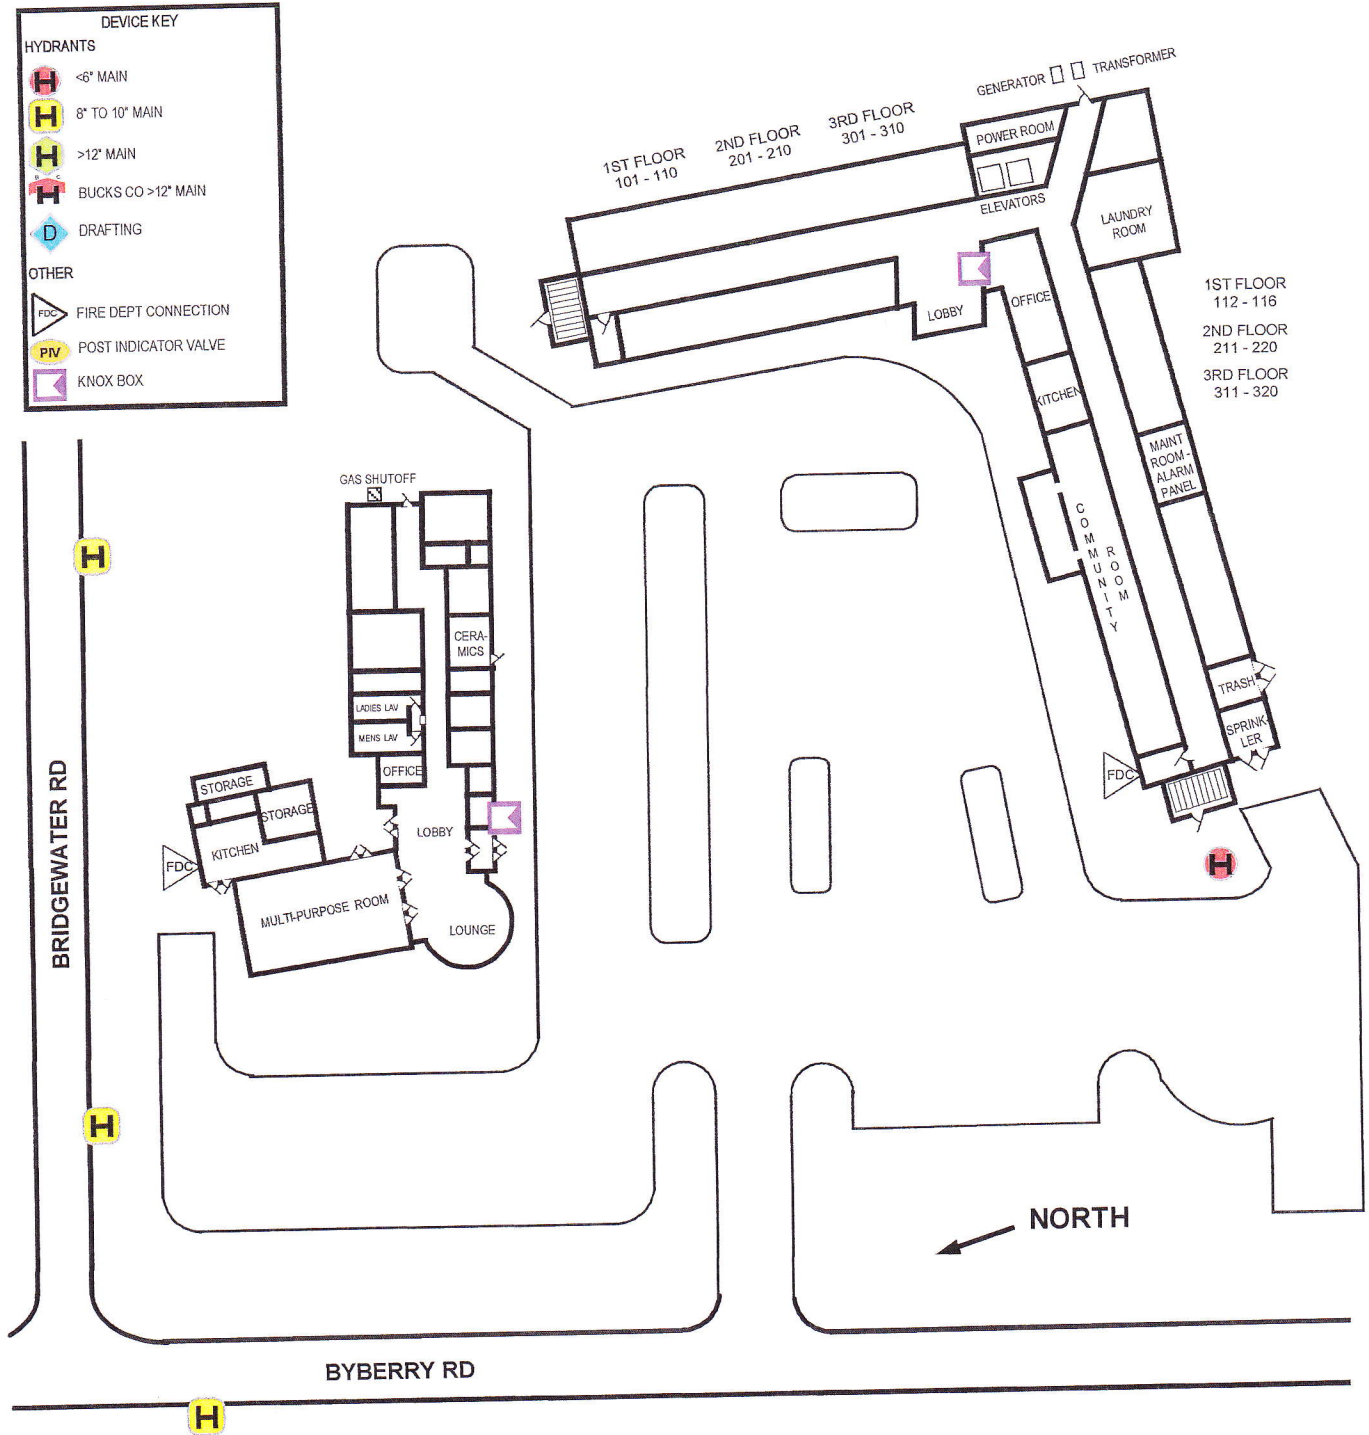 DEVICE KEY
HYDRANTS
H <6" MAIN
H 8" TO 10" MAIN
H >12" MAIN
B C
H BUCKS CO >12" MAIN
D DRAFTING
OTHER
FDC FIRE DEPT CONNECTION
PIV POST INDICATOR VALVE
KNOX BOX
GENERATOR
TRANSFORMER
1ST FLOOR
101 - 110
2ND FLOOR
201 - 210
3RD FLOOR
301 - 310
POWER ROOM
ELEVATORS
LAUNDRY
ROOM
LOBBY
OFFICE
KITCHEN
1ST FLOOR
112 - 116
2ND FLOOR
211 - 220
3RD FLOOR
311 - 320
MAINT
ROOM -
ALARM
PANEL
COMMUNITY
ROOM
TRASH
SPRINK-
LER
FDC
H
GAS SHUTOFF
H
CERA-
MICS
LADIES LAV
MENS LAV
OFFICE
STORAGE
STORAGE
KITCHEN
LOBBY
FDC
MULTI-PURPOSE ROOM
LOUNGE
BRIDGEWATER RD
H
NORTH
BYBERRY RD
H